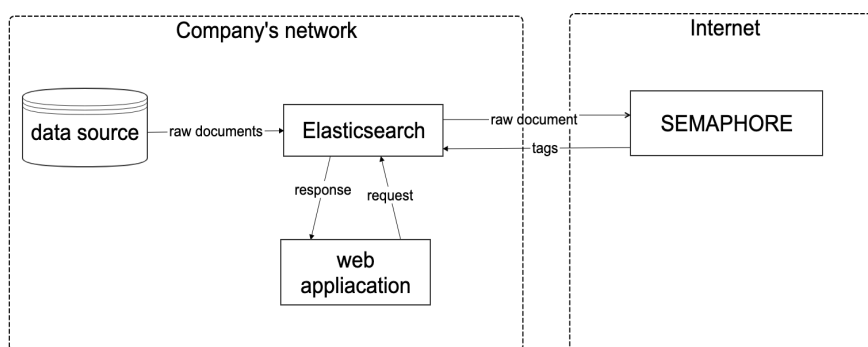 Company's network
Internet
data source
raw documents
Elasticsearch
raw document
SEMAPHORE
tags
response
request
web
appliacation